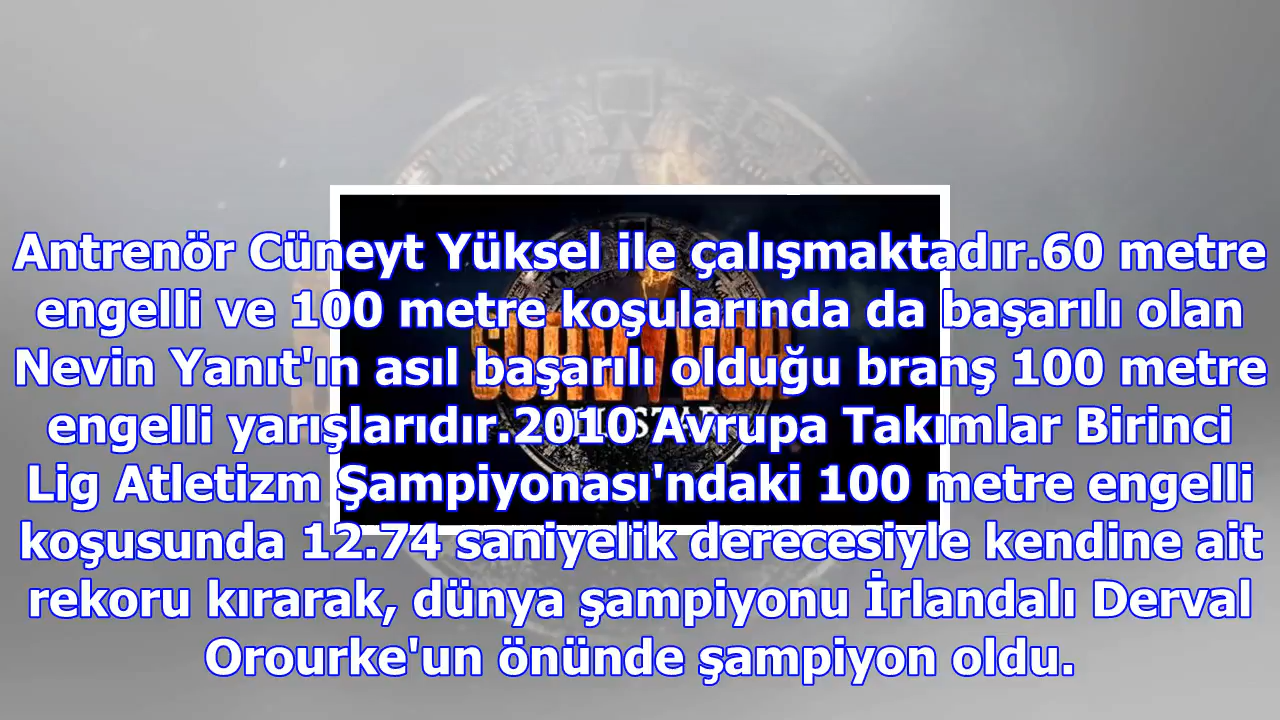 Antrenör Cüneyt Yüksel ile çalışmaktadır.60 metre
engelli ve 100 metre koşularında da başarılı olan
Nevin Yanıt'ın asıl başarılı olduğu branş 100 metre
engelli yarışlarıdır.2010 Avrupa Takımlar Birinci
Lig Atletizm Şampiyonası'ndaki 100 metre engelli
koşusunda 12.74 saniyelik derecesiyle kendine ait
rekoru kırarak, dünya şampiyonu İrlandalı Derval
Orourke'un önünde şampiyon oldu.
SURVIVOR